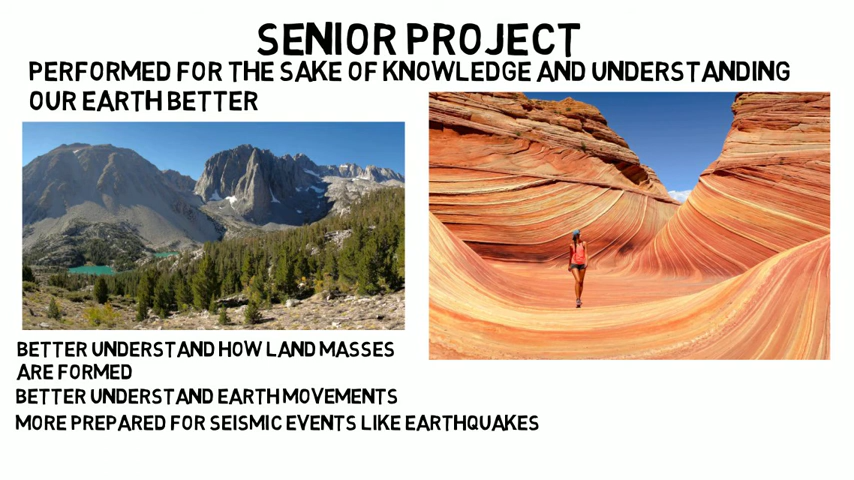 SENIOR PROJECT
PERFORMED FOR THE SAKE OF KNOWLEDGE AND UNDERSTANDING
OUR EARTH BETTER
BETTER UNDERSTAND HOW LAND MASSES
ARE FORMED
BETTER UNDERSTAND EARTH MOVEMENTS
MORE PREPARED FOR SEISMIC EVENTS LIKE EARTHQUAKES